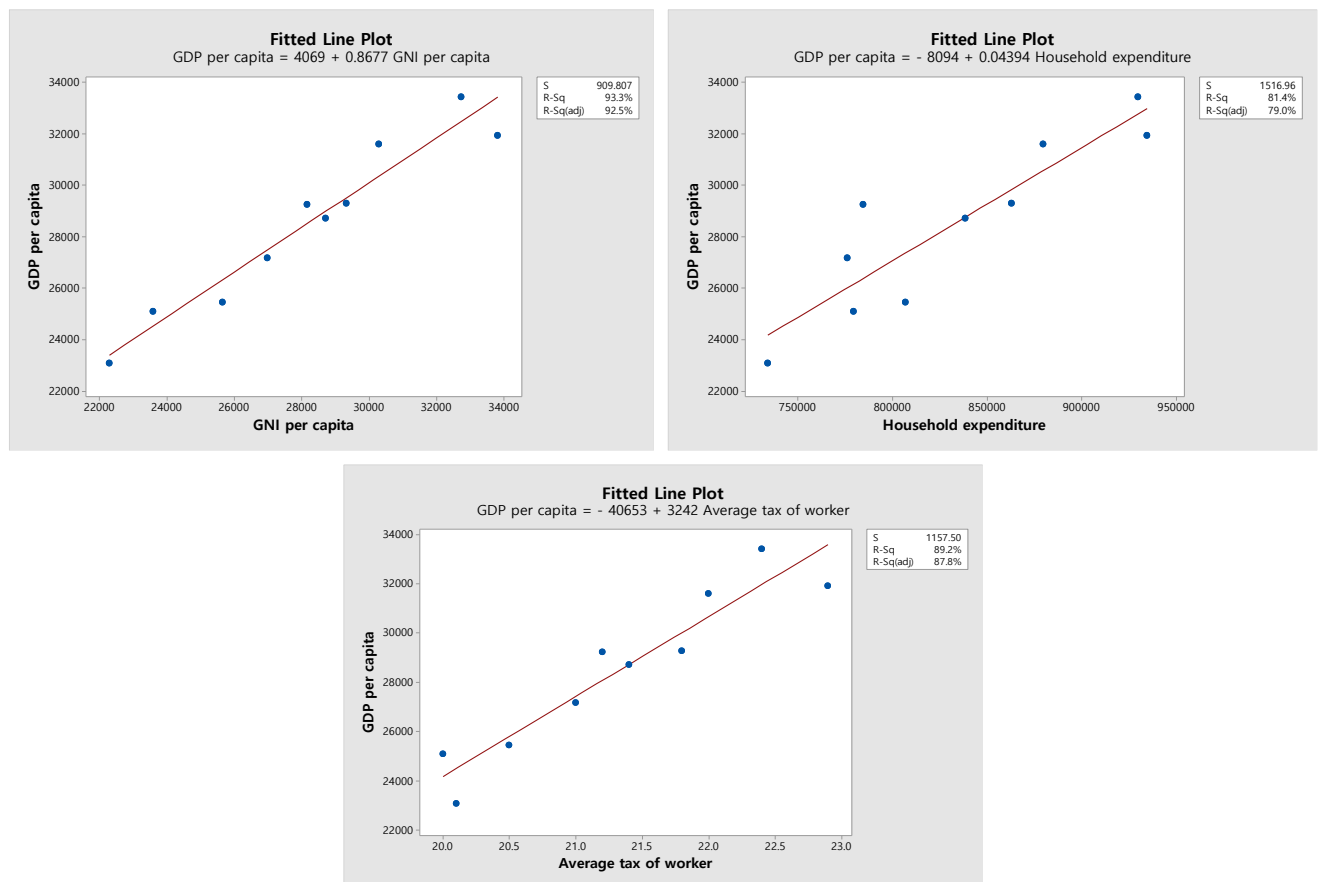 Fitted Line Plot
GDP per capita = 4069 + 0.8677 GNI per capita
S 909.807
R-Sq 93.3%
R-Sq(adj) 92.5%
34000
32000
30000
28000
26000
24000
22000
GDP per capita
22000 24000 26000 28000 30000 32000 34000
GNI per capita
Fitted Line Plot
GDP per capita = - 8094 + 0.04394 Household expenditure
S 1516.96
R-Sq 81.4%
R-Sq(adj) 79.0%
34000
32000
30000
28000
26000
24000
22000
GDP per capita
750000 800000 850000 900000 950000
Household expenditure
Fitted Line Plot
GDP per capita = - 40653 + 3242 Average tax of worker
S 1157.50
R-Sq 89.2%
R-Sq(adj) 87.8%
34000
32000
30000
28000
26000
24000
22000
GDP per capita
20.0 20.5 21.0 21.5 22.0 22.5 23.0
Average tax of worker